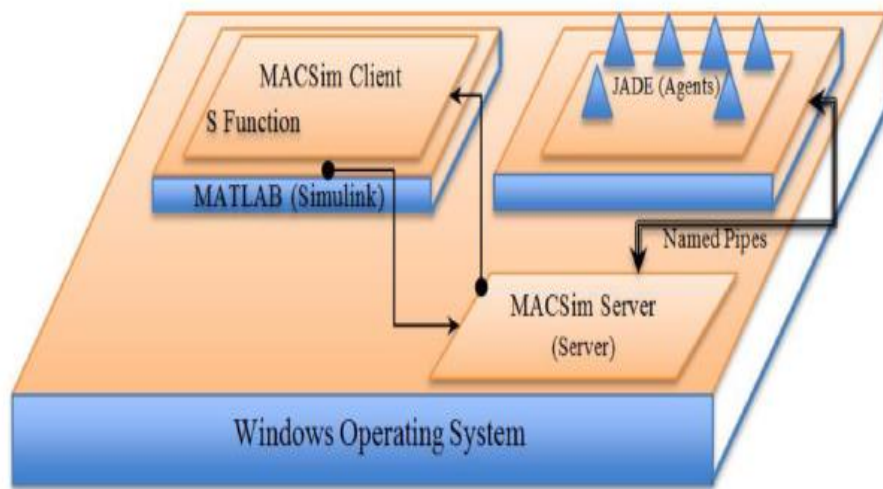 MACSim Client
S Function
MATLAB (Simulink)
JADE (Agents)
Named Pipes
MACSim Server
(Server)
Windows Operating System